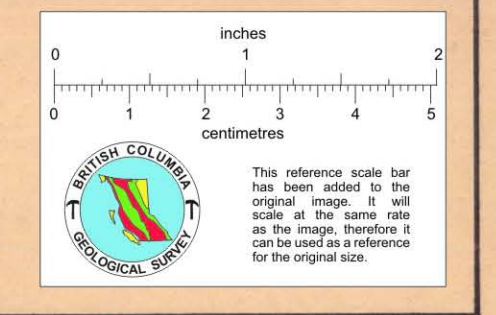 inches
0 1 2
0 1 2 3 4 5
centimetres
BRITISH COLUMBIA
GEOLOGICAL SURVEY
This reference scale bar
has been added to the
original image. It will
scale at the same rate
as the image, therefore it
can be used as a reference
for the original size.